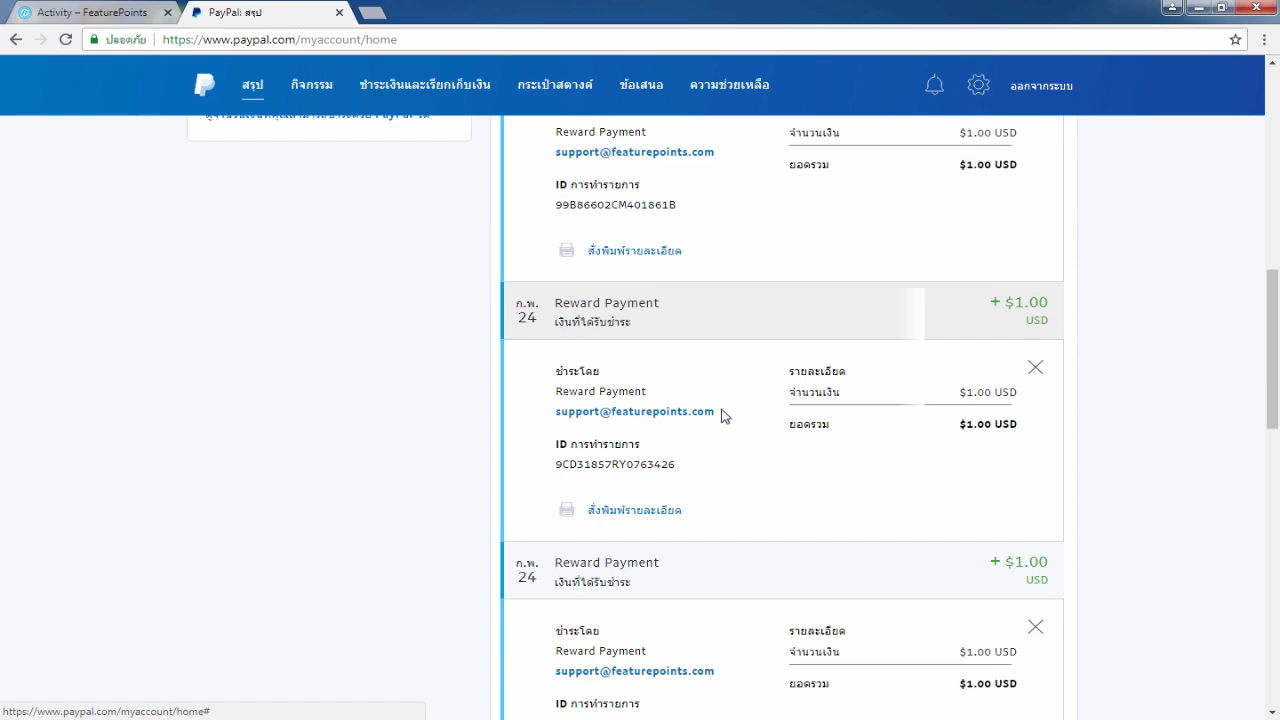 Activity – FeaturePoints
PayPal: สรุป
ปลอดภัย https://www.paypal.com/myaccount/home
สรุป กิจกรรม ชำระเงินและเรียกเก็บเงิน กระเป๋าสตางค์ ข้อเสนอ ความช่วยเหลือ ออกจากระบบ
Reward Payment จำนวนเงิน $1.00 USD
support@featurepoints.com
ยอดรวม $1.00 USD
ID การทำรายการ
99B86602CM401861B
สั่งพิมพ์รายละเอียด
ก.พ. 24 Reward Payment + $1.00
เงินที่ได้รับชำระ USD
ชำระโดย รายละเอียด
Reward Payment จำนวนเงิน $1.00 USD
support@featurepoints.com
ยอดรวม $1.00 USD
ID การทำรายการ
9CD31857RY0763426
สั่งพิมพ์รายละเอียด
ก.พ. 24 Reward Payment + $1.00
เงินที่ได้รับชำระ USD
ชำระโดย รายละเอียด
Reward Payment จำนวนเงิน $1.00 USD
support@featurepoints.com
ยอดรวม $1.00 USD
ID การทำรายการ
https://www.paypal.com/myaccount/home#